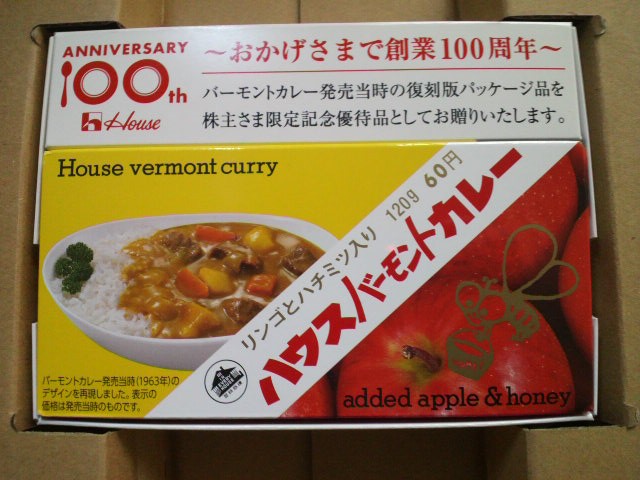 ANNIVERSARY
100th
House
～おかげさまで創業100周年～
バーモントカレー発売当時の復刻版パッケージ品を
株主さま限定記念優待品としてお贈りいたします。
House vermont curry
リンゴとハチミツ入り 120g 60円
ハウスバーモントカレー
バーモントカレー発売当時(1963年)の
デザインを再現しました。表示の
価格は発売当時のものです。
added apple & honey